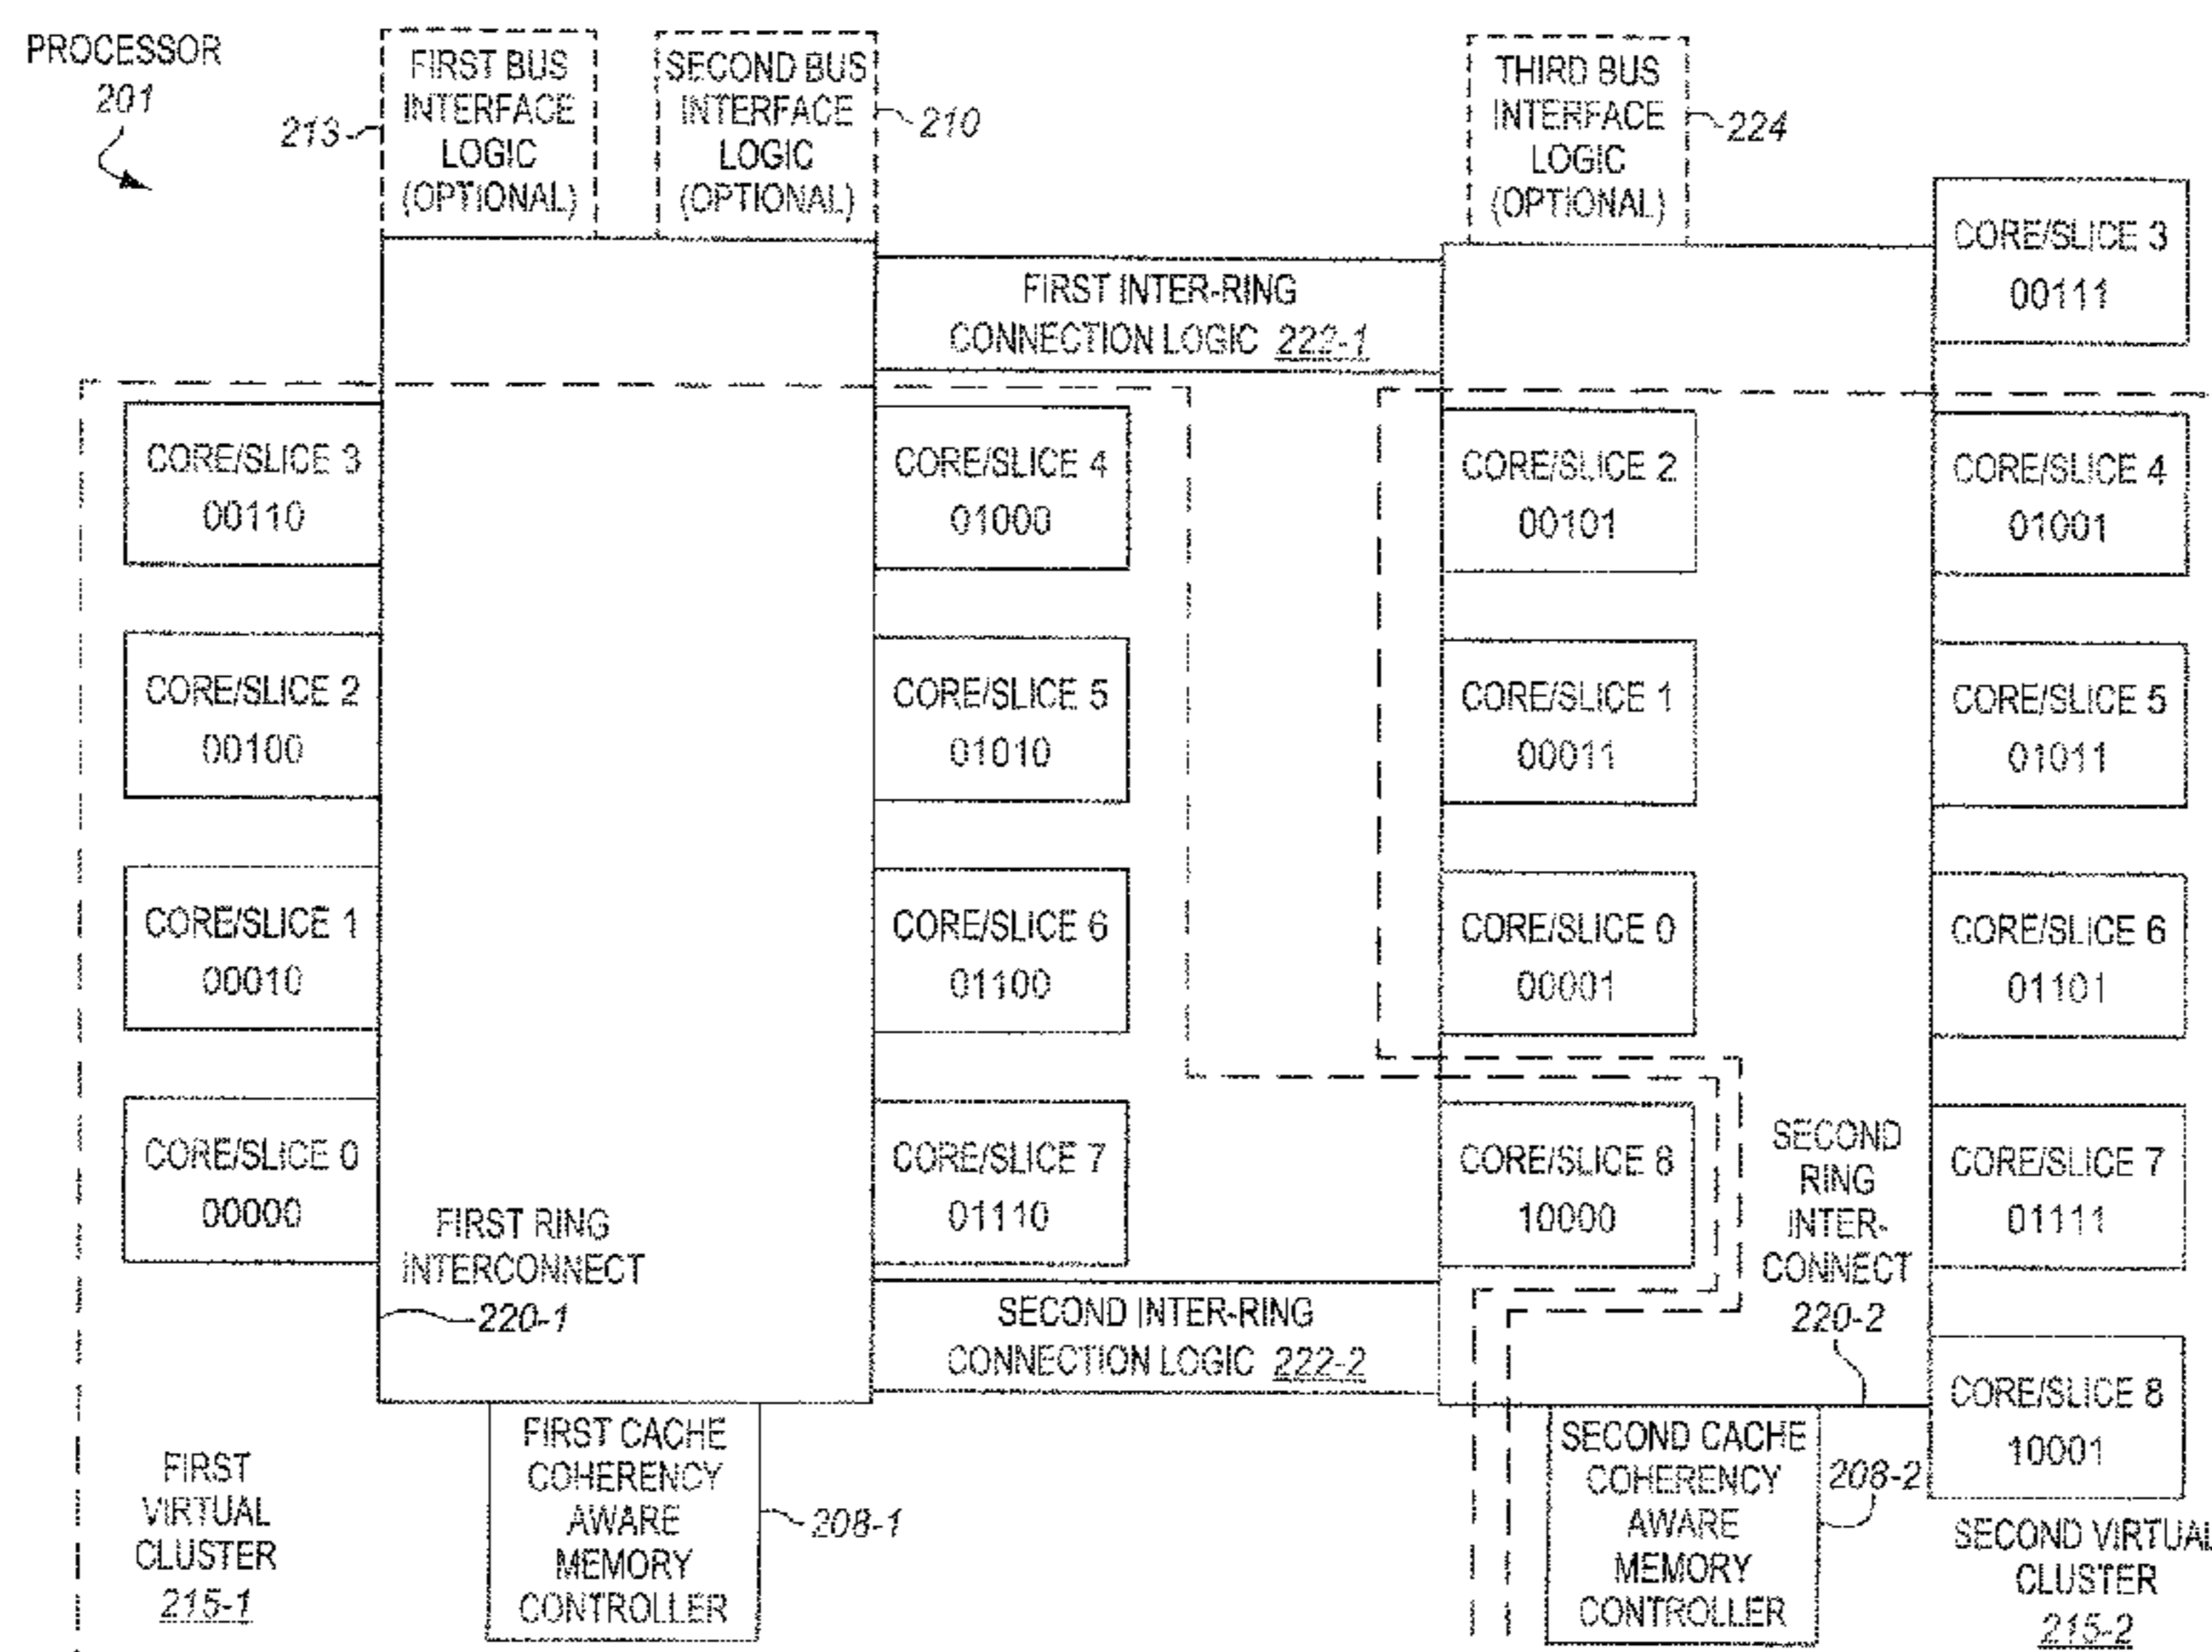 PROCESSOR
201
213
FIRST BUS
INTERFACE
LOGIC
(OPTIONAL)
SECOND BUS
INTERFACE
LOGIC
(OPTIONAL)
210
THIRD BUS
INTERFACE
LOGIC
(OPTIONAL)
224
CORE/SLICE 3
00111
FIRST INTER-RING
CONNECTION LOGIC 222-1
CORE/SLICE 3
00110
CORE/SLICE 4
01000
CORE/SLICE 2
00101
CORE/SLICE 4
01001
CORE/SLICE 2
00100
CORE/SLICE 5
01010
CORE/SLICE 1
00011
CORE/SLICE 5
01011
CORE/SLICE 1
00010
CORE/SLICE 6
01100
CORE/SLICE 0
00001
CORE/SLICE 6
01101
CORE/SLICE 0
00000
FIRST RING
INTERCONNECT
220-1
CORE/SLICE 7
01110
CORE/SLICE 8
10000
SECOND
RING
INTER-
CONNECT
220-2
CORE/SLICE 7
01111
SECOND INTER-RING
CONNECTION LOGIC 222-2
CORE/SLICE 8
10001
FIRST
VIRTUAL
CLUSTER
215-1
FIRST CACHE
COHERENCY
AWARE
MEMORY
CONTROLLER
208-1
SECOND CACHE
COHERENCY
AWARE
MEMORY
CONTROLLER
208-2
SECOND VIRTUAL
CLUSTER
215-2